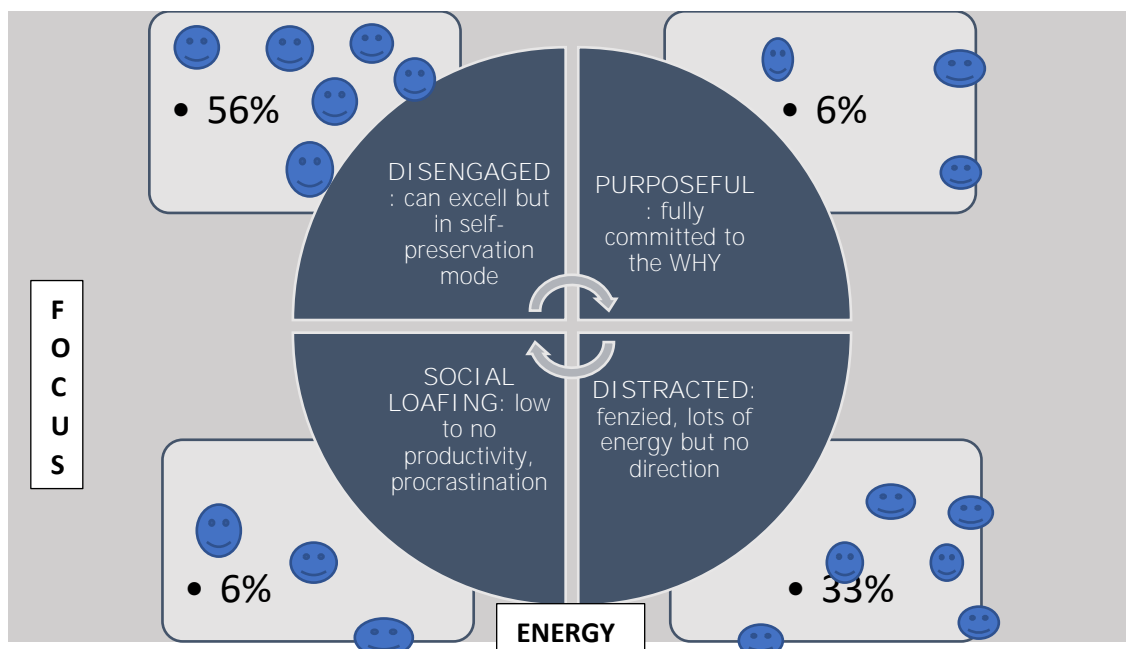 • 56%
• 6%
DISENGAGED
: can excell but
in self-
preservation
mode
PURPOSEFUL
: fully
committed to
the WHY
F
O
C
U
S
SOCIAL
LOAFING: low
to no
productivity,
procrastination
DISTRACTED:
fenzied, lots of
energy but no
direction
• 6%
• 33%
ENERGY